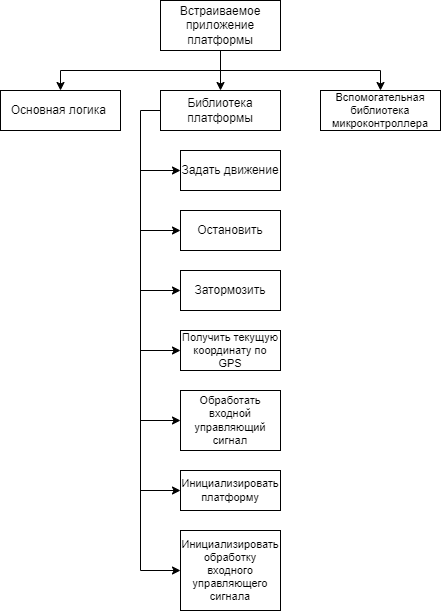 Встраиваемое
приложение
платформы
Основная логика
Библиотека
платформы
Вспомогательная
библиотека
микроконтроллера
Задать движение
Остановить
Затормозить
Получить текущую
координату по
GPS
Обработать
входной
управляющий
сигнал
Инициализировать
платформу
Инициализировать
обработку
входного
управляющего
сигнала